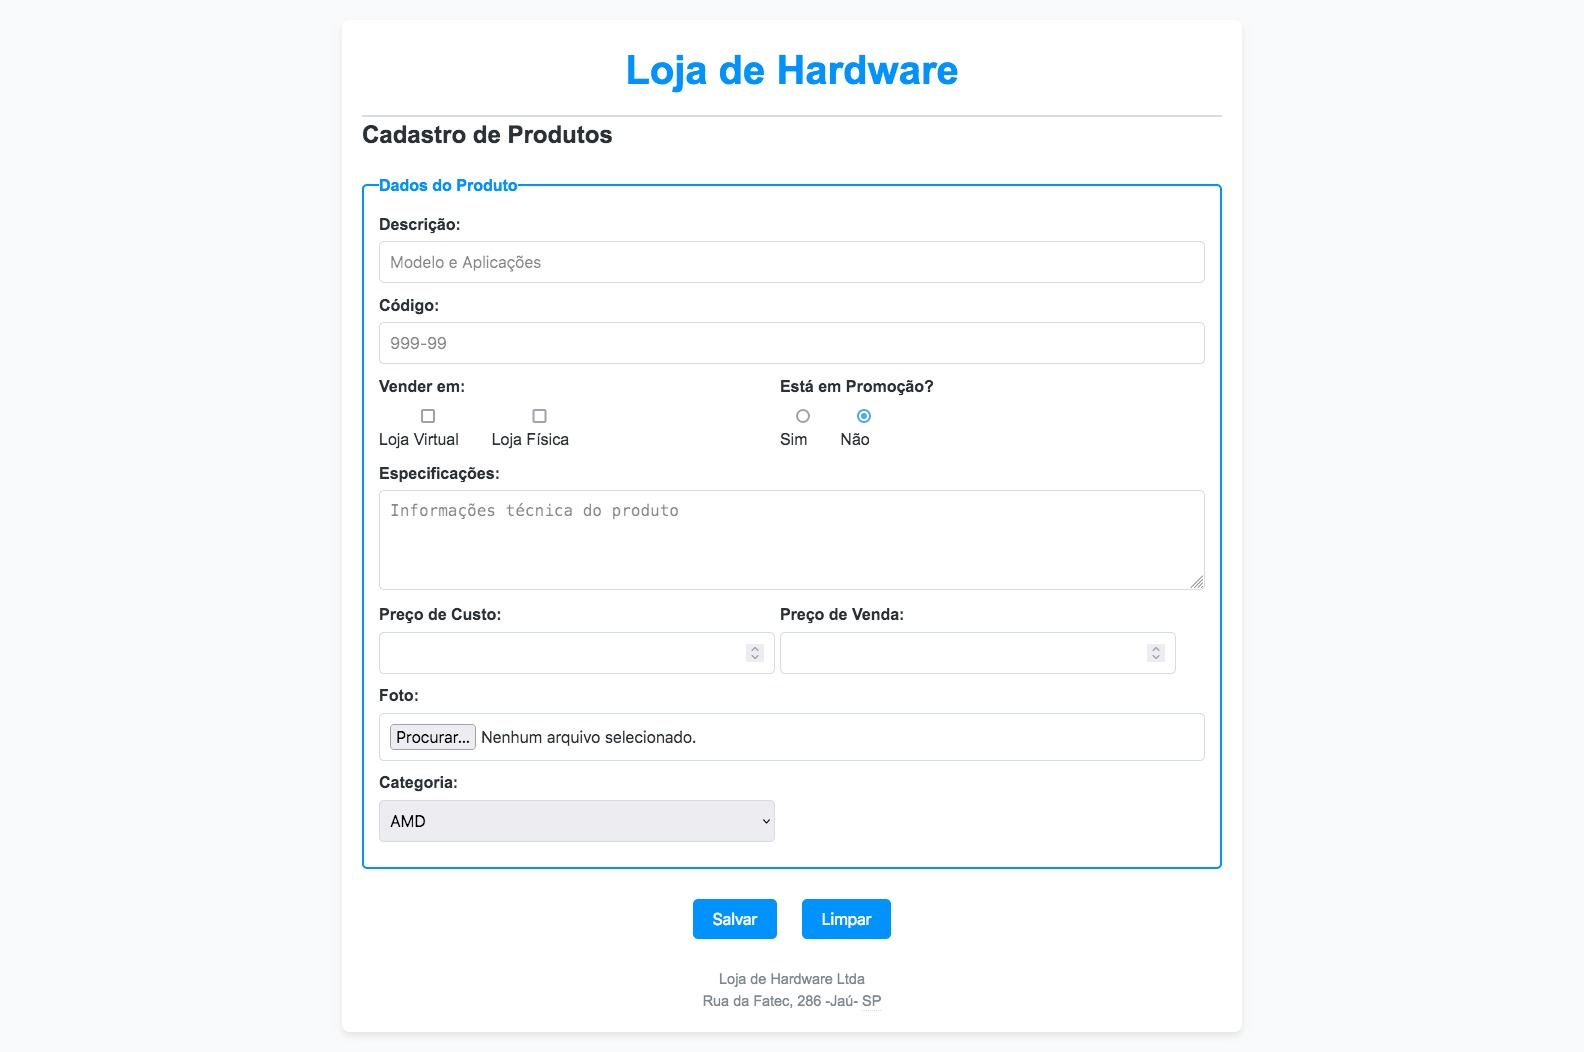 Loja de Hardware
Cadastro de Produtos
Dados do Produto
Descrição:
Modelo e Aplicações
Código:
999-99
Vender em: Está em Promoção?
Loja Virtual Loja Física Sim Não
Especificações:
Informações técnica do produto
Preço de Custo: Preço de Venda:
Foto:
Procurar... Nenhum arquivo selecionado.
Categoria:
AMD
Salvar Limpar
Loja de Hardware Ltda
Rua da Fatec, 286 -Jaú- SP